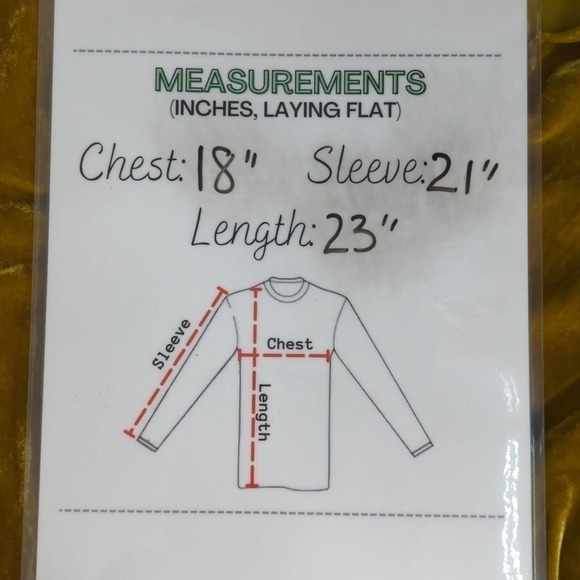 MEASUREMENTS
(INCHES, LAYING FLAT)
Chest: 18" Sleeve: 21"
Length: 23"
Sleeve
Chest
Length